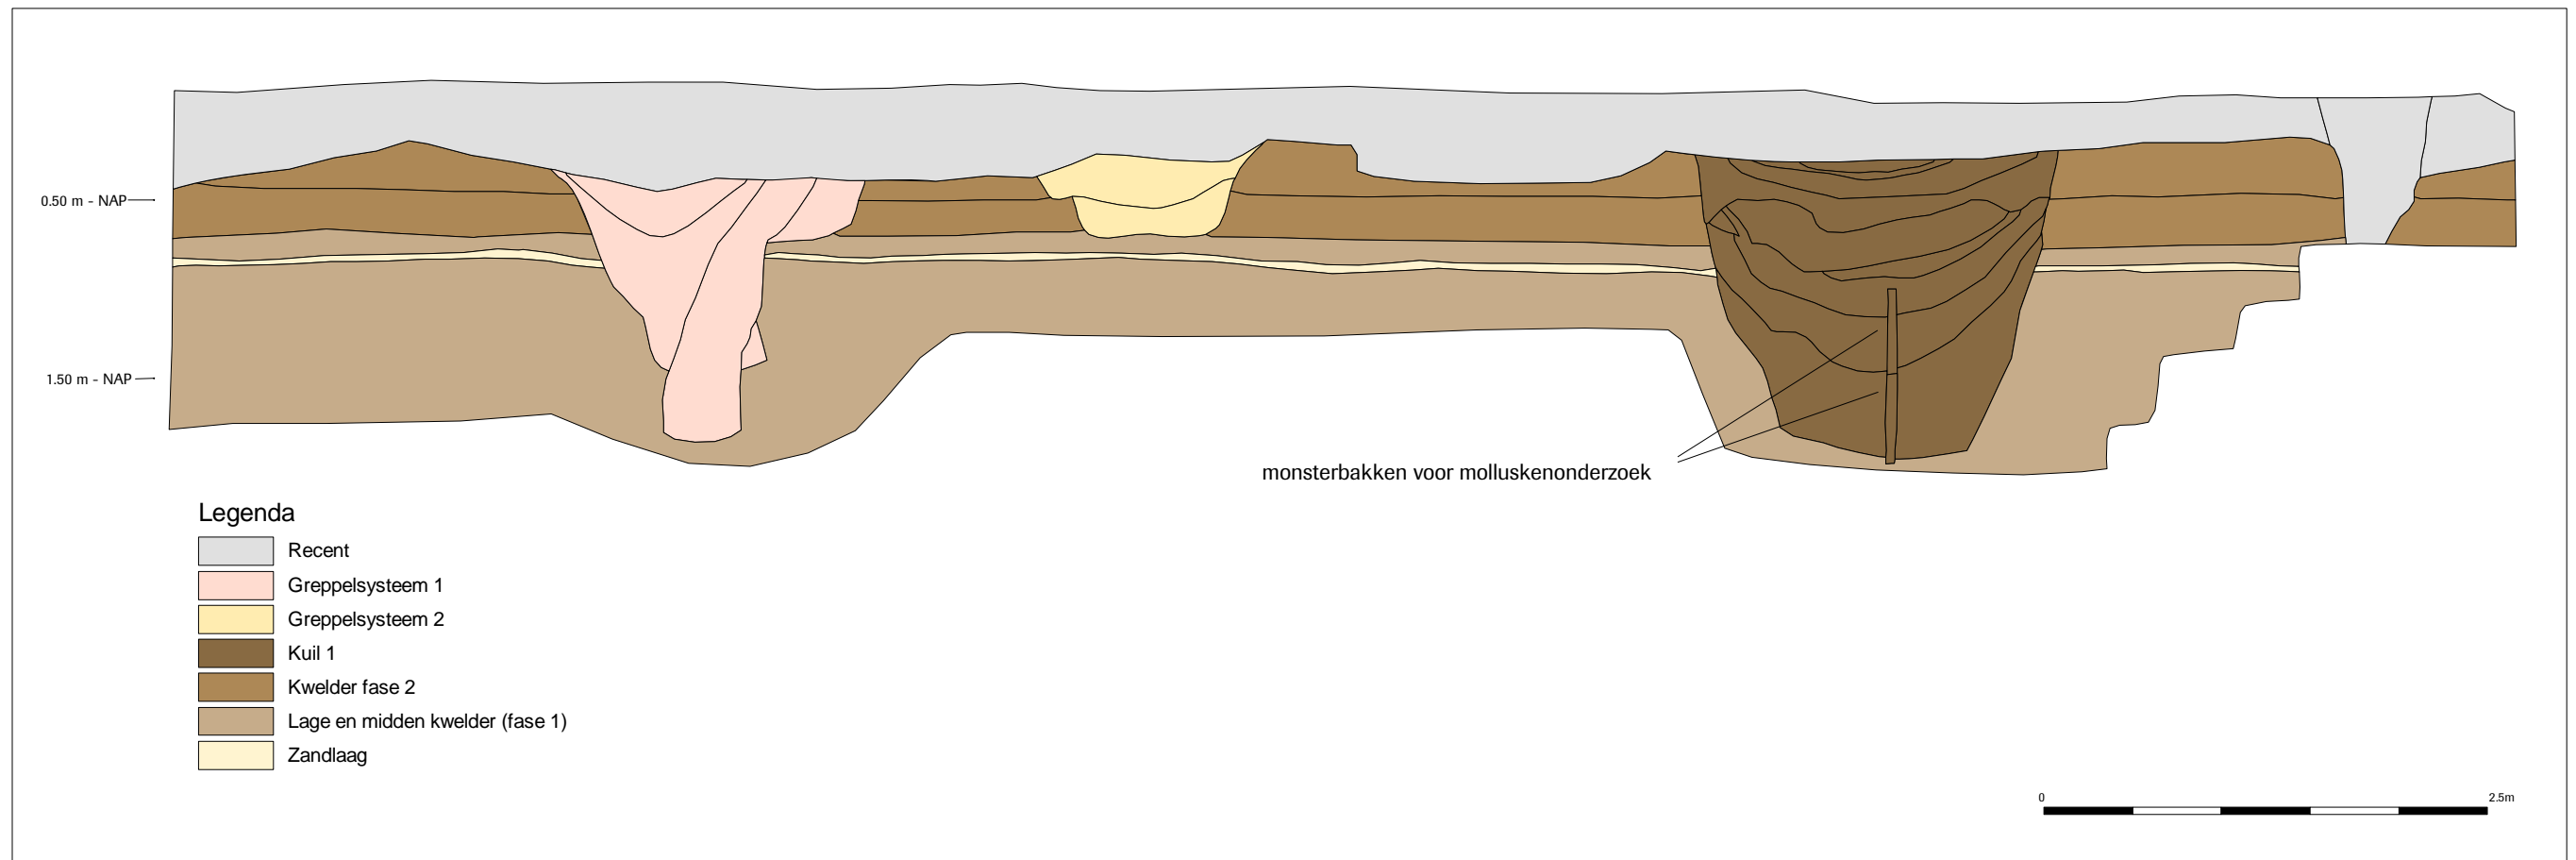 0.50 m - NAP
1.50 m - NAP
monsterbakken voor molluskenonderzoek
Legenda
Recent
Greppelsysteem 1
Greppelsysteem 2
Kuil 1
Kwelder fase 2
Lage en midden kwelder (fase 1)
Zandlaag
0 2.5m